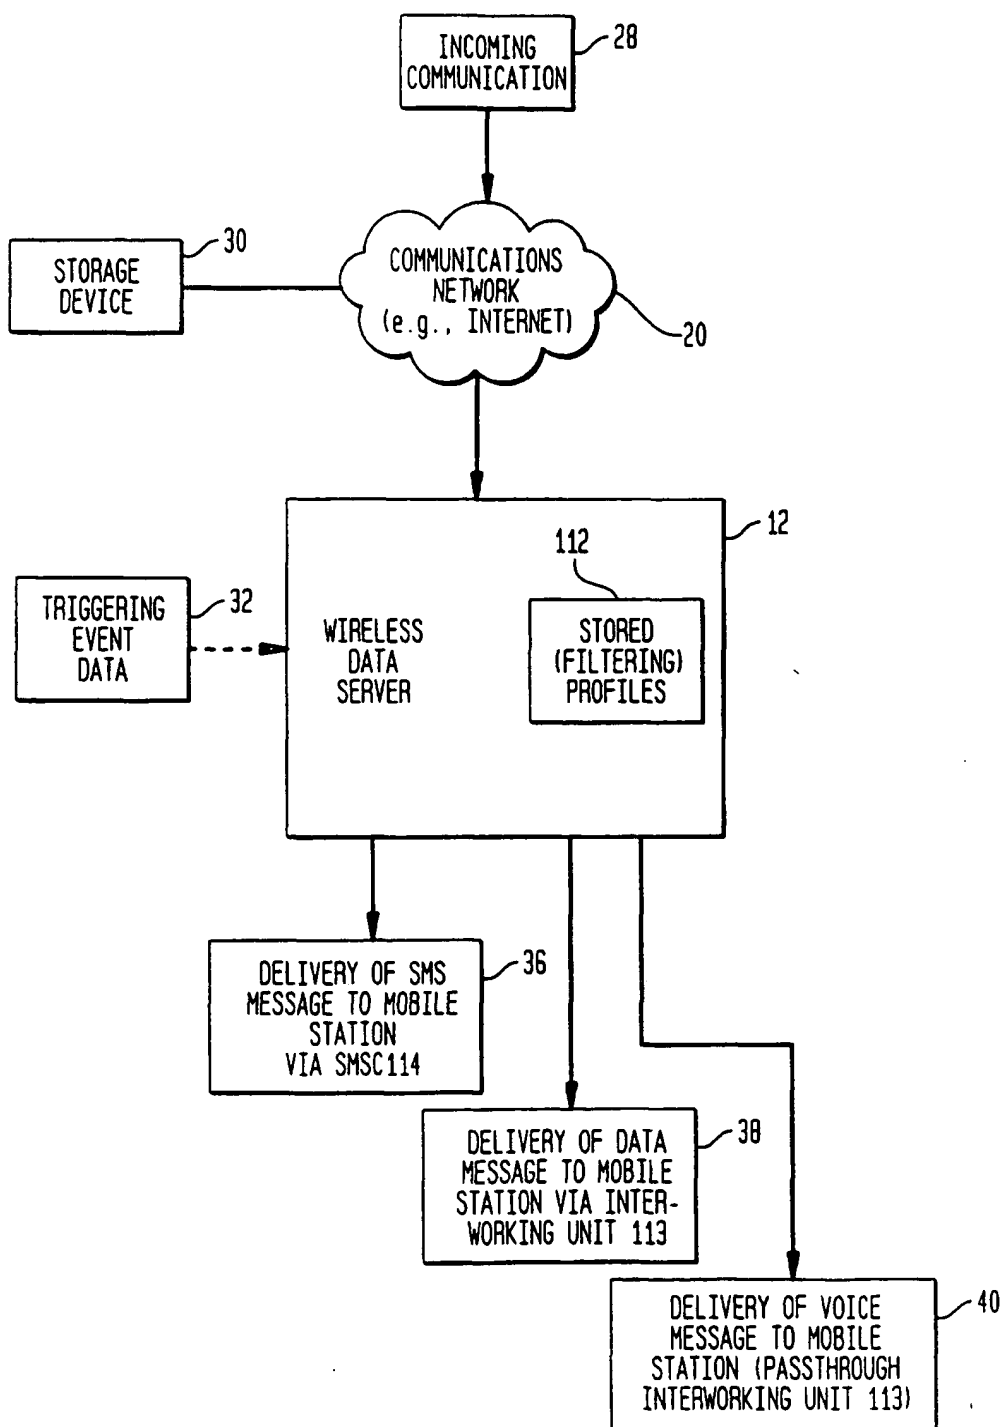 INCOMING
COMMUNICATION
28
STORAGE
DEVICE
30
COMMUNICATIONS
NETWORK
(e.g., INTERNET)
20
12
112
TRIGGERING
EVENT
DATA
32
WIRELESS
DATA
SERVER
STORED
(FILTERING)
PROFILES
DELIVERY OF SMS
MESSAGE TO MOBILE
STATION
VIA SMSC114
36
DELIVERY OF DATA
MESSAGE TO MOBILE
STATION VIA INTER-
WORKING UNIT 113
38
DELIVERY OF VOICE
MESSAGE TO MOBILE
STATION (PASSTHROUGH
INTERWORKING UNIT 113)
40